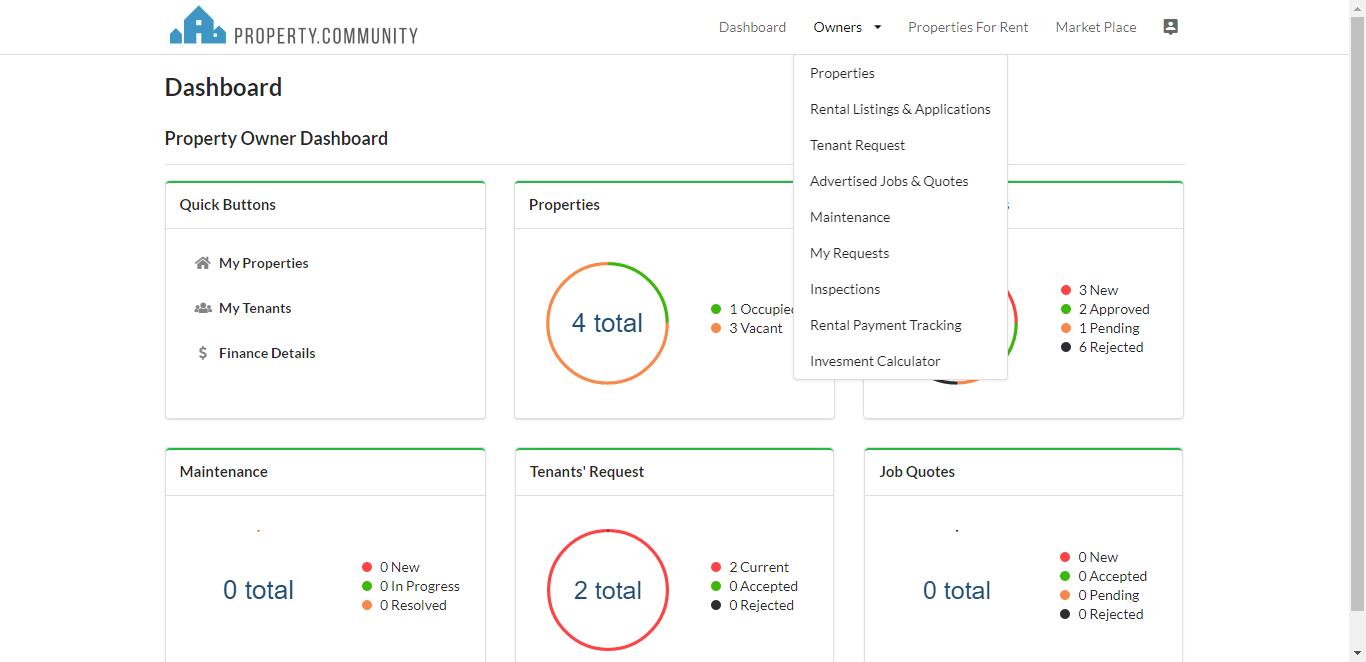 PROPERTY.COMMUNITY
Dashboard
Owners
Properties For Rent
Market Place
Properties
Rental Listings & Applications
Tenant Request
Advertised Jobs & Quotes
Maintenance
My Requests
Inspections
Rental Payment Tracking
Invesment Calculator
Dashboard
Property Owner Dashboard
Quick Buttons
My Properties
My Tenants
Finance Details
Properties
4 total
1 Occupied
3 Vacant
3 New
2 Approved
1 Pending
6 Rejected
Maintenance
0 total
0 New
0 In Progress
0 Resolved
Tenants' Request
2 total
2 Current
0 Accepted
0 Rejected
Job Quotes
0 total
0 New
0 Accepted
0 Pending
0 Rejected